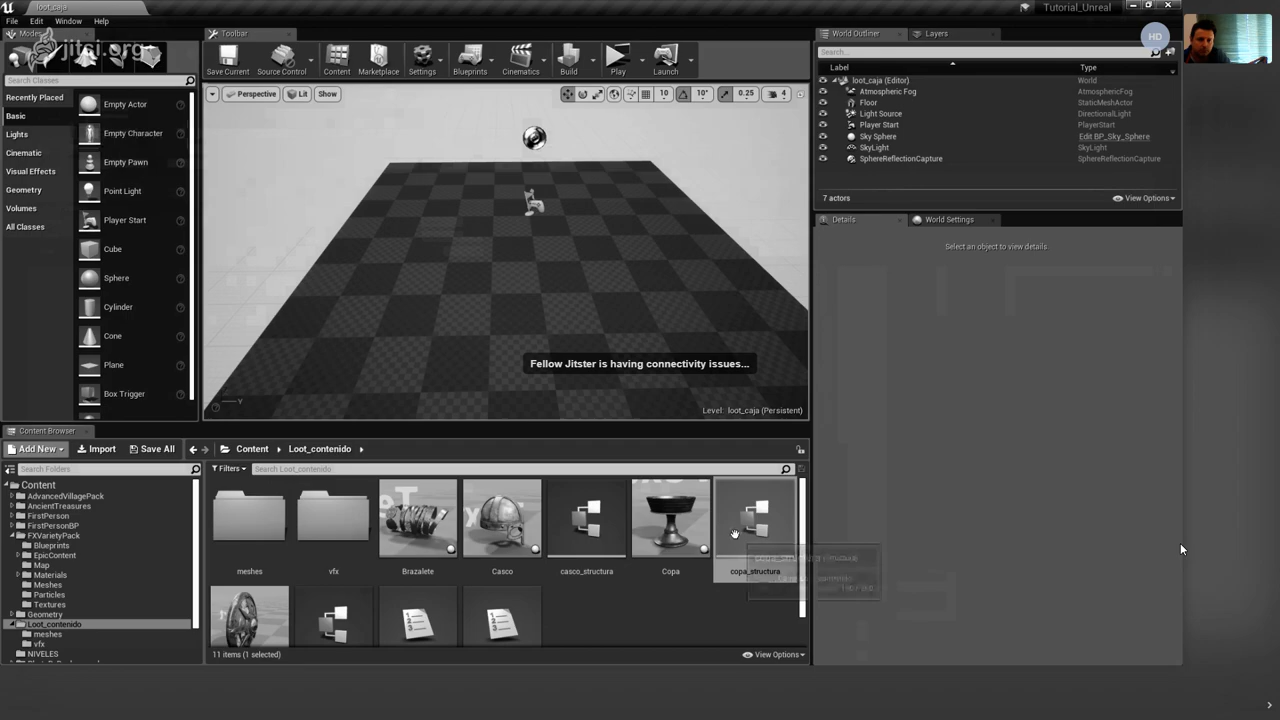 loot_caja
Tutorial_Unreal
File Edit Window Help
Modes
jitsi.org
Search Classes
Recently Placed
Basic
Lights
Cinematic
Visual Effects
Geometry
Volumes
All Classes
Empty Actor
Empty Character
Empty Pawn
Point Light
Player Start
Cube
Sphere
Cylinder
Cone
Plane
Box Trigger
Toolbar
Save Current
Source Control
Content
Marketplace
Settings
Blueprints
Cinematics
Build
Play
Launch
Perspective Lit Show
10 10° 0.25 4
Fellow Jitster is having connectivity issues...
Level: loot_caja (Persistent)
World Outliner Layers
HD
Search...
Label Type
loot_caja (Editor) World
Atmospheric Fog AtmosphericFog
Floor StaticMeshActor
Light Source DirectionalLight
Player Start PlayerStart
Sky Sphere Edit BP_Sky_Sphere
SkyLight SkyLight
SphereReflectionCapture SphereReflectionCapture
7 actors View Options
Details World Settings
Select an object to view details.
Content Browser
Add New Import Save All Content Loot_contenido
Search Folders
Content
AdvancedVillagePack
AncientTreasures
FirstPerson
FirstPersonBP
FXVarietyPack
Blueprints
EpicContent
Map
Materials
Meshes
Particles
Textures
Geometry
Loot_contenido
meshes
vfx
NIVELES
Filters Search Loot_contenido
meshes
vfx
Brazalete
Casco
casco_structura
Copa
copa_structura
11 items (1 selected) View Options